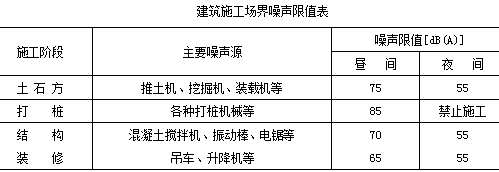 建筑施工场界噪声限值表
施工阶段 主要噪声源 噪声限值[dB(A)]
昼 间 夜 间
土 石 方 推土机、挖掘机、装载机等 75 55
打 桩 各种打桩机械等 85 禁止施工
结 构 混凝土搅拌机、振动棒、电锯等 70 55
装 修 吊车、升降机等 65 55